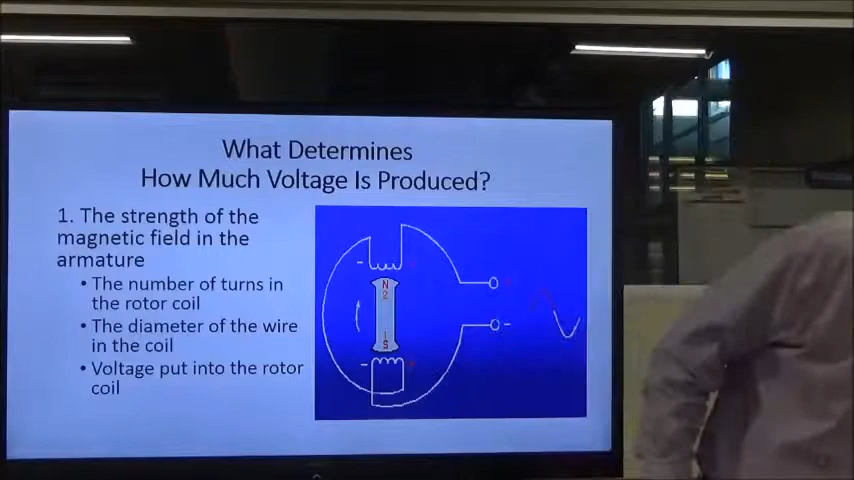 What Determines
How Much Voltage Is Produced?
1. The strength of the
magnetic field in the
armature
• The number of turns in
the rotor coil
• The diameter of the wire
in the coil
• Voltage put into the rotor
coil
N
2
1
S